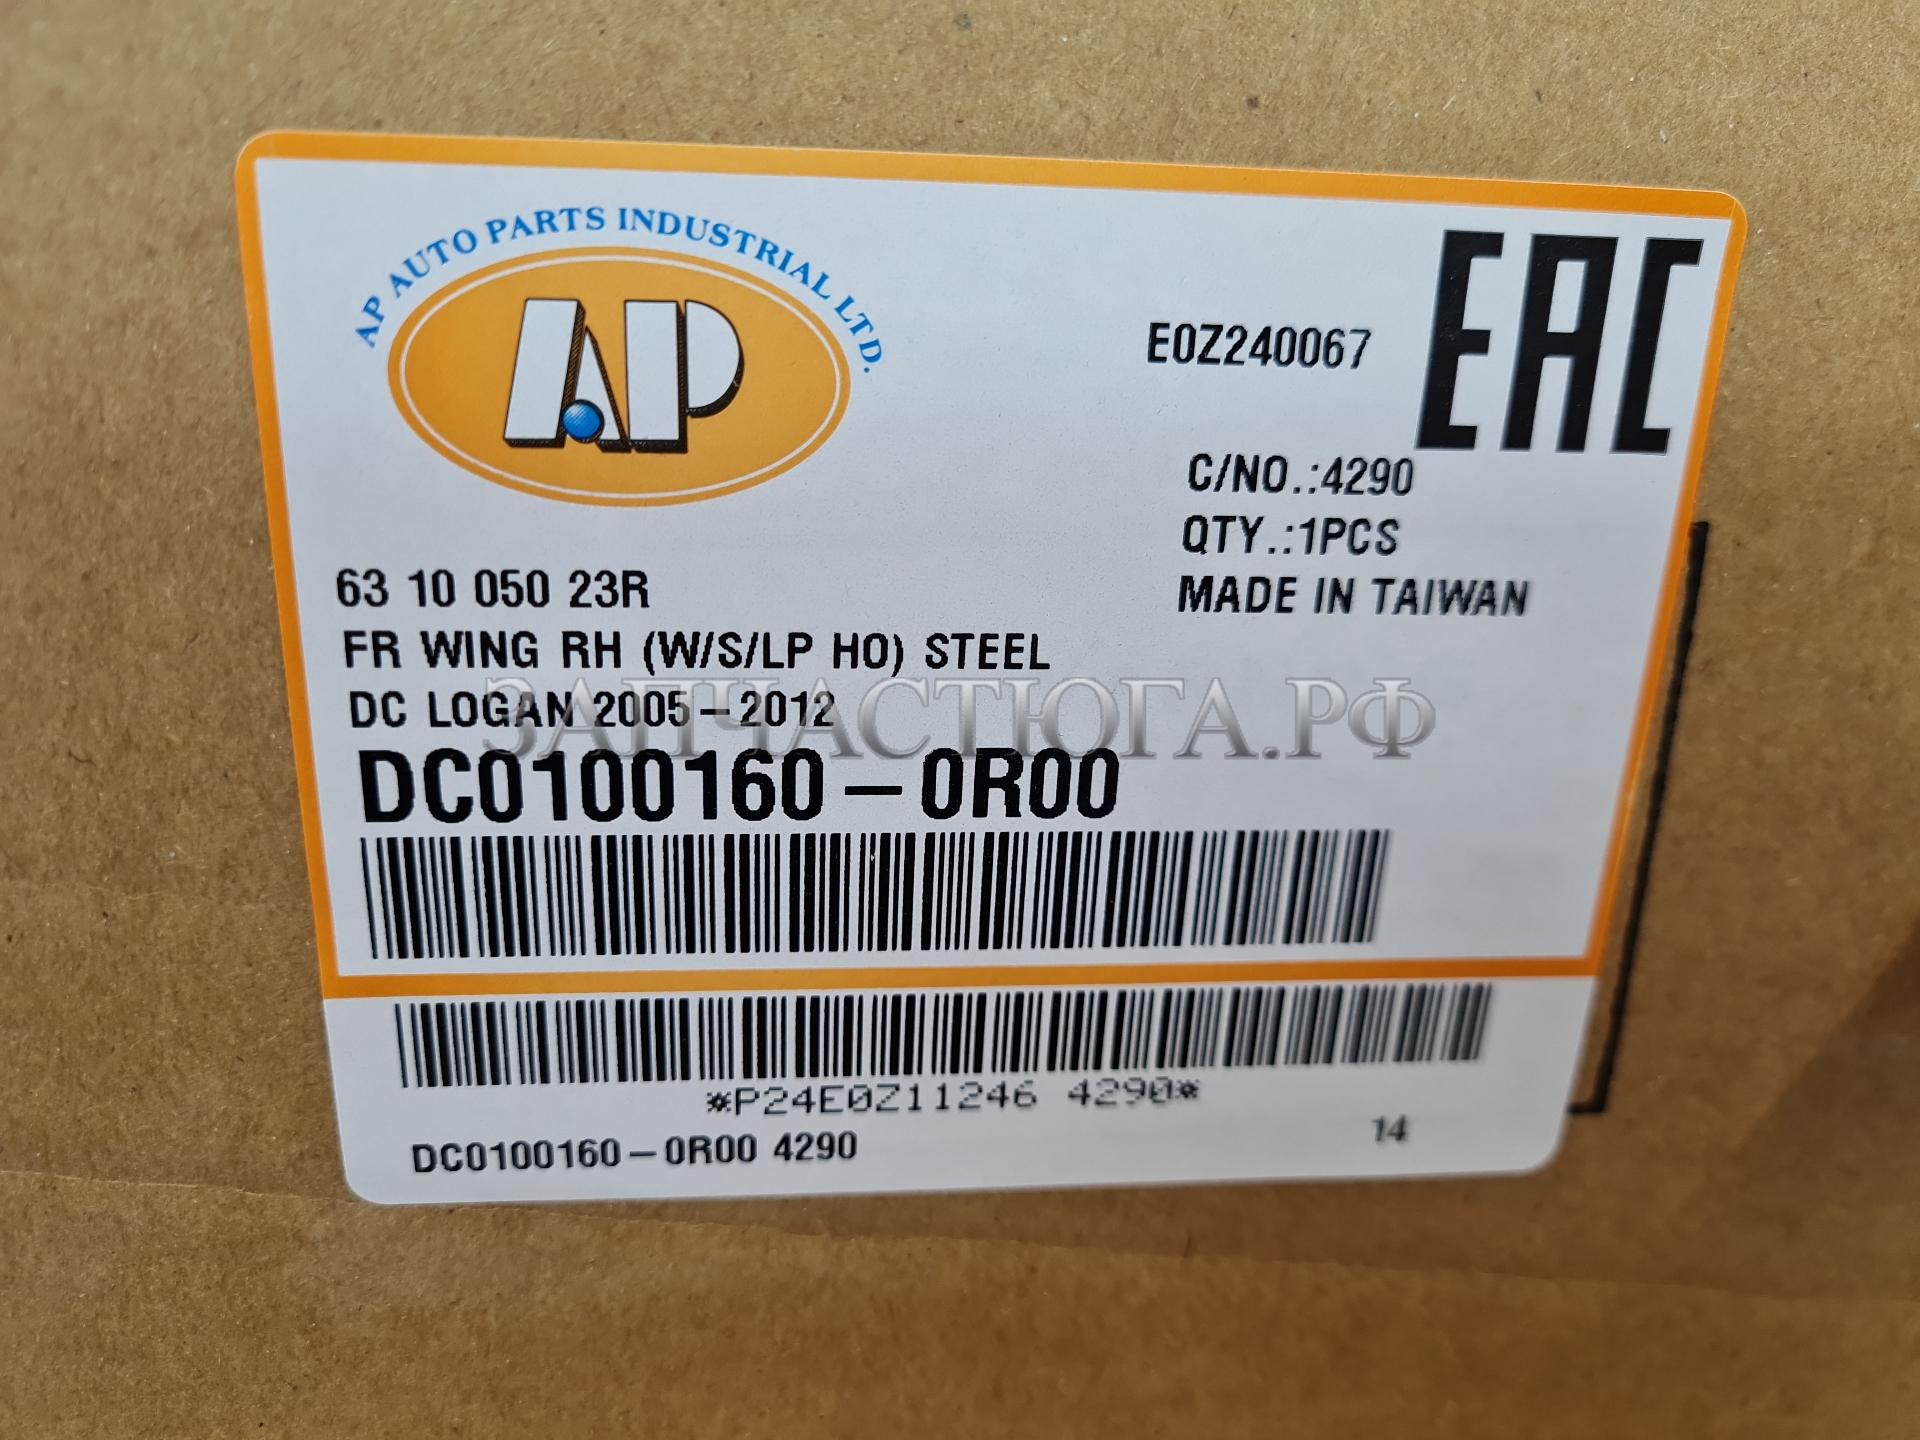 AP AUTO PARTS INDUSTRIAL LTD.
AP
EAC
E0Z240067
C/NO.:4290
QTY.:1PCS
MADE IN TAIWAN
63 10 050 23R
FR WING RH (W/S/LP HO) STEEL
DC LOGAN 2005-2012
ЗАПЧАСТЮГА.РФ
DC0100160-0R00
*P24E0Z11246 4290*
DC0100160-0R00 4290
14